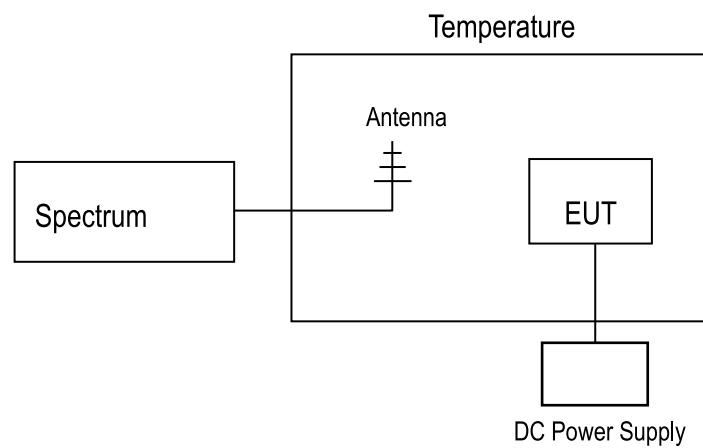 Temperature
Antenna
Spectrum
EUT
DC Power Supply